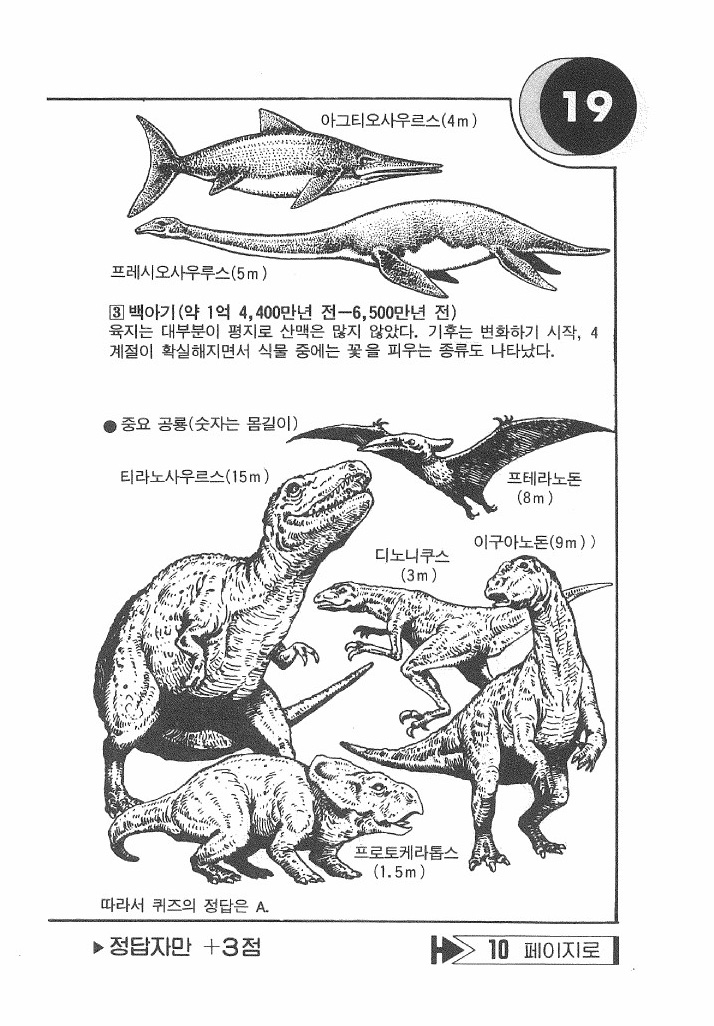 19
아그티오사우르스(4m)
프레시오사우루스(5m)
3 백아기(약 1억 4,400만년 전—6,500만년 전)
육지는 대부분이 평지로 산맥은 많지 않았다. 기후는 변화하기 시작, 4
계절이 확실해지면서 식물 중에는 꽃을 피우는 종류도 나타났다.
● 중요 공룡(숫자는 몸길이)
티라노사우르스(15m)
프테라노돈
(8m)
이구아노돈(9m))
디노니쿠스
(3m)
프로토케라톱스
(1.5m)
따라서 퀴즈의 정답은 A.
▶정답자만 +3점
10 페이지로